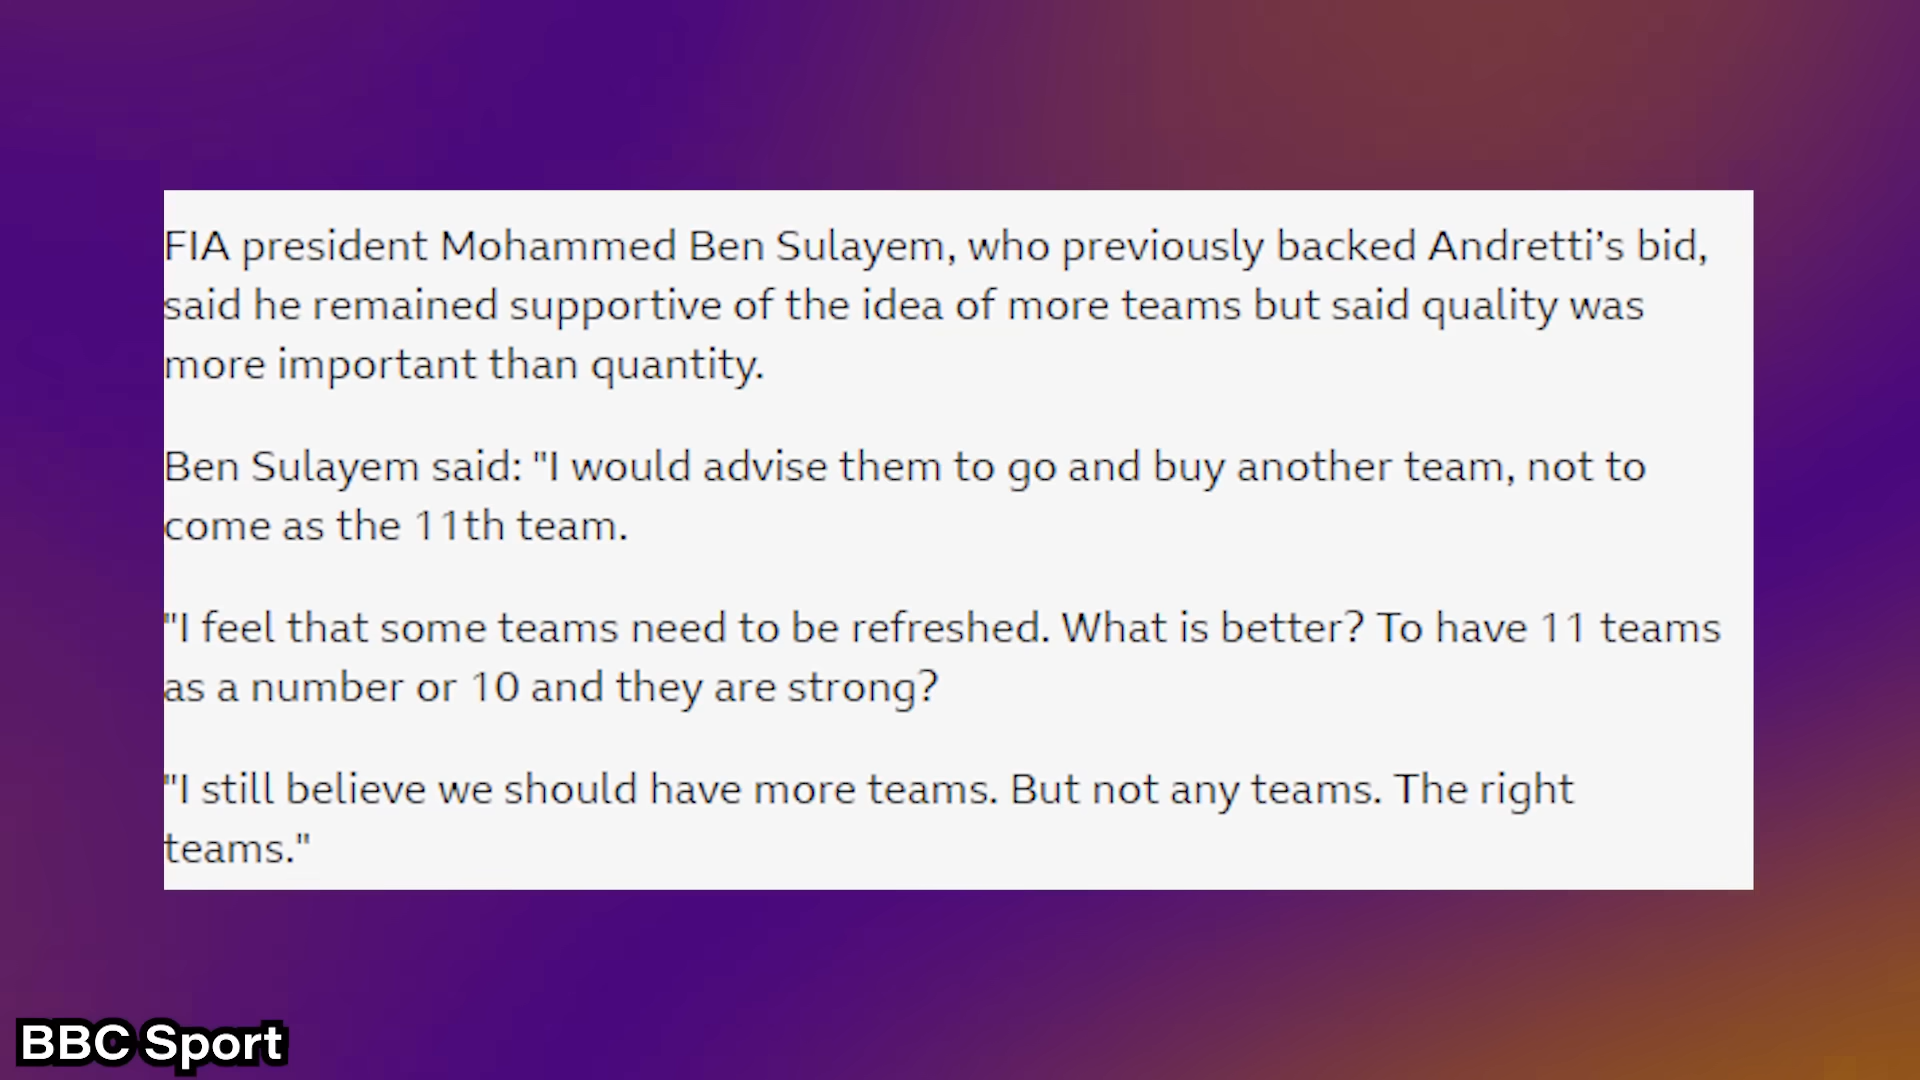 FIA president Mohammed Ben Sulayem, who previously backed Andretti’s bid,
said he remained supportive of the idea of more teams but said quality was
more important than quantity.
Ben Sulayem said: "I would advise them to go and buy another team, not to
come as the 11th team.
"I feel that some teams need to be refreshed. What is better? To have 11 teams
as a number or 10 and they are strong?
"I still believe we should have more teams. But not any teams. The right
teams."
BBC Sport